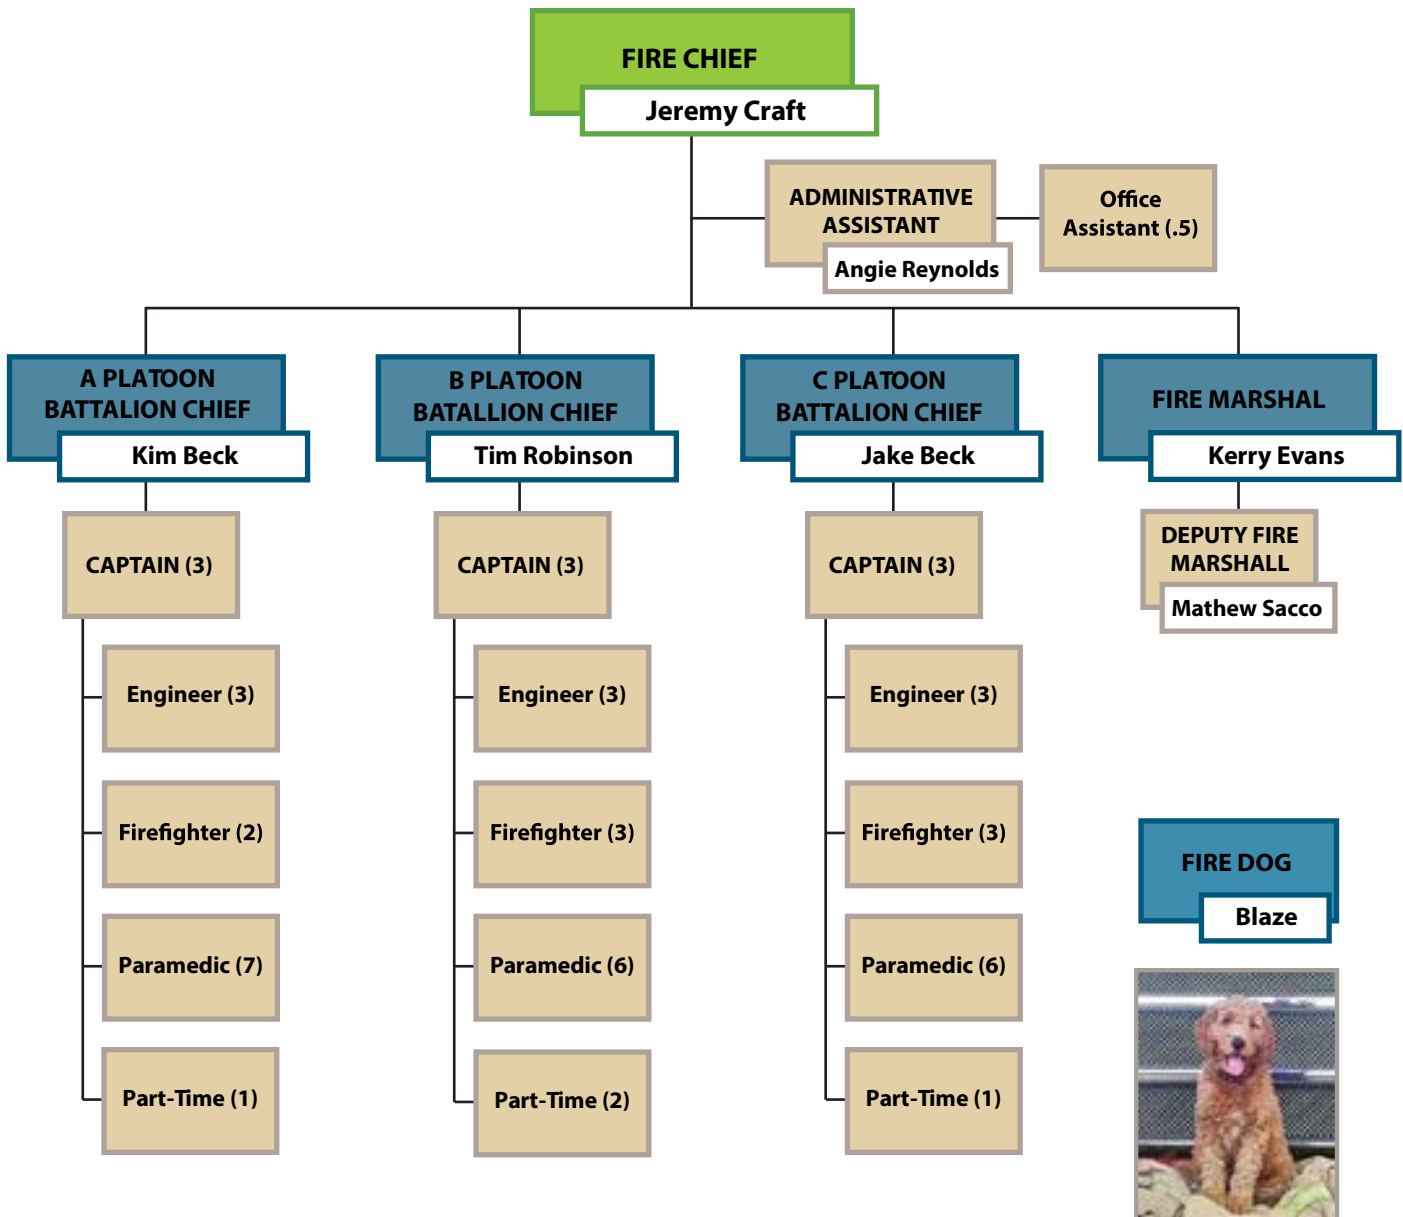 FIRE CHIEF
Jeremy Craft
ADMINISTRATIVE
ASSISTANT
Angie Reynolds
Office
Assistant (.5)
A PLATOON
BATTALION CHIEF
Kim Beck
B PLATOON
BATALLION CHIEF
Tim Robinson
C PLATOON
BATTALION CHIEF
Jake Beck
FIRE MARSHAL
Kerry Evans
CAPTAIN (3)
Engineer (3)
Firefighter (2)
Paramedic (7)
Part-Time (1)
CAPTAIN (3)
Engineer (3)
Firefighter (3)
Paramedic (6)
Part-Time (2)
CAPTAIN (3)
Engineer (3)
Firefighter (3)
Paramedic (6)
Part-Time (1)
DEPUTY FIRE
MARSHALL
Mathew Sacco
FIRE DOG
Blaze